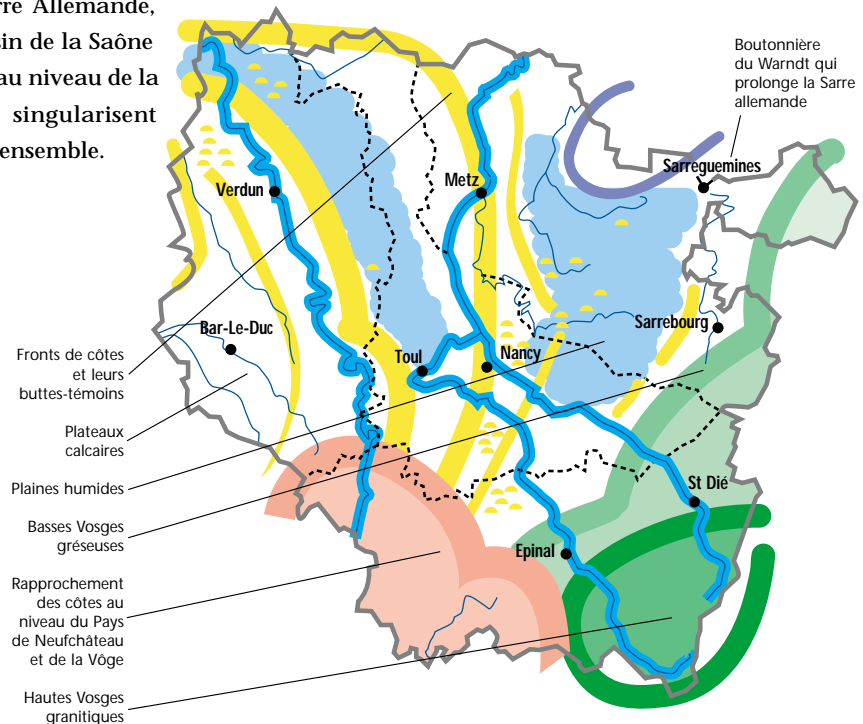 rre Allemande,
sin de la Saône
au niveau de la
singularisent
ensemble.
Boutonnière
du Warndt qui
prolonge la Sarre
allemande
Sarreguemines
Verdun
Metz
Bar-Le-Duc
Sarrebourg
Toul
Nancy
St Dié
Epinal
Fronts de côtes
et leurs
buttes-témoins
Plateaux
calcaires
Plaines humides
Basses Vosges
gréseuses
Rapprochement
des côtes au
niveau du Pays
de Neufchâteau
et de la Vôge
Hautes Vosges
granitiques